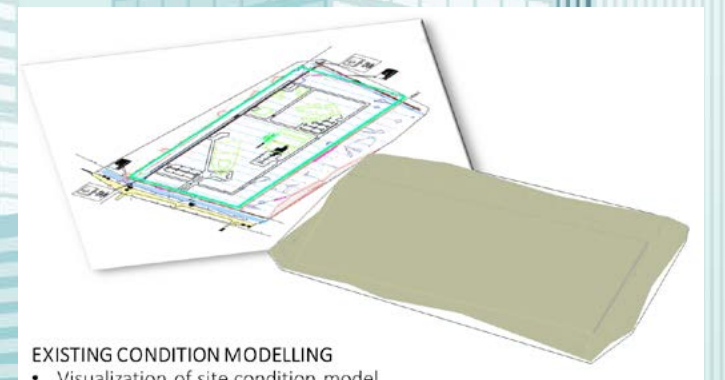 EXISTING CONDITION MODELLING
• Visualization of site condition model